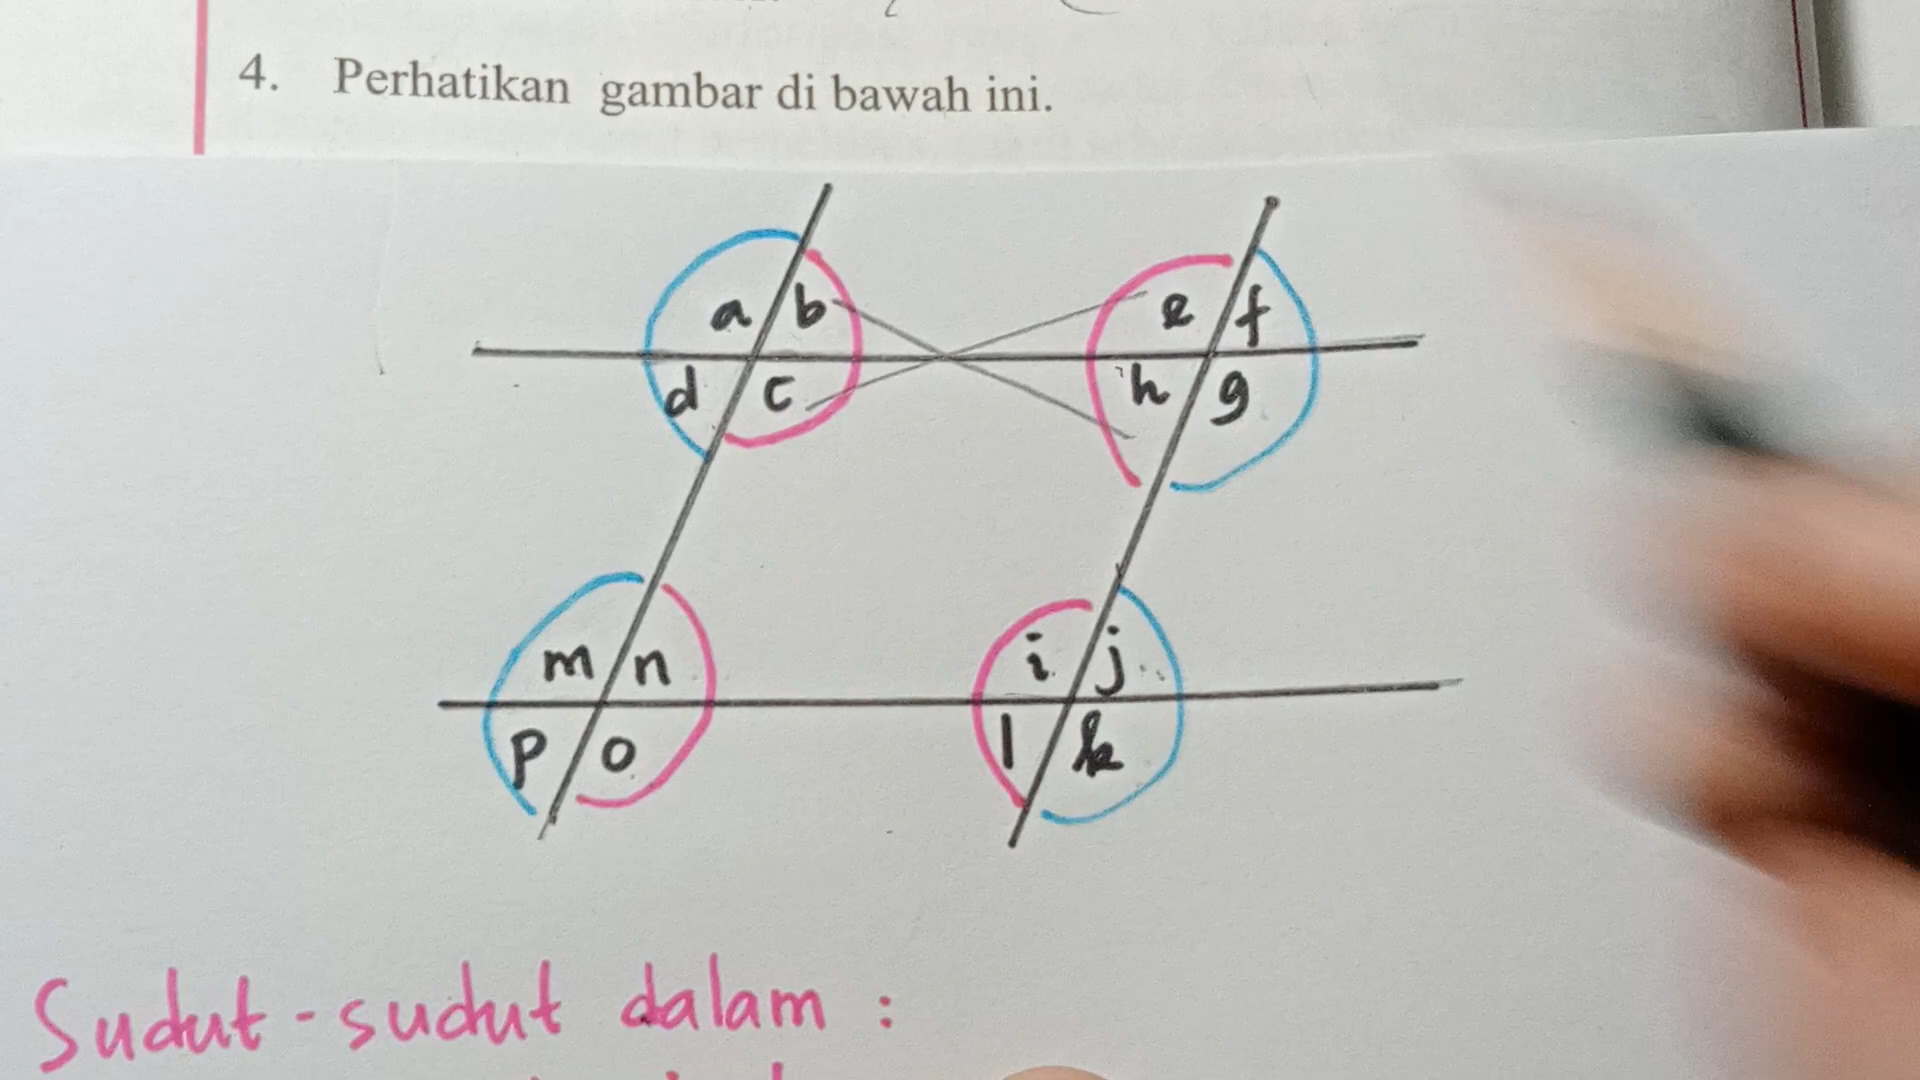 4. Perhatikan gambar di bawah ini.
a b e f
d c h g
m n i j
p o l k
Sudut-sudut dalam :